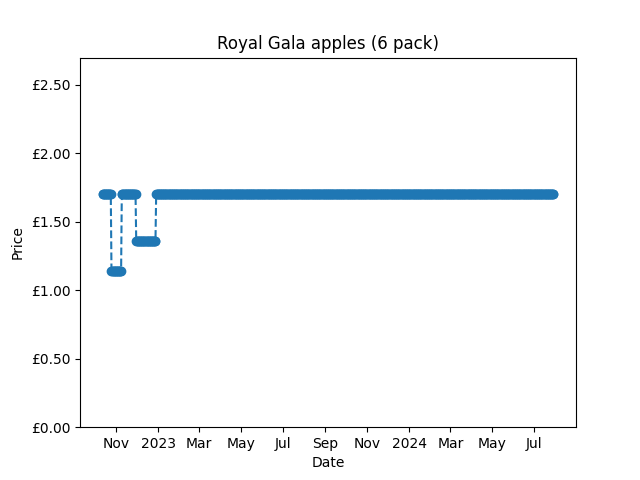 Royal Gala apples (6 pack)
£2.50
£2.00
£1.50
£1.00
£0.50
£0.00
Price
Nov 2023 Mar May Jul Sep Nov 2024 Mar May Jul
Date